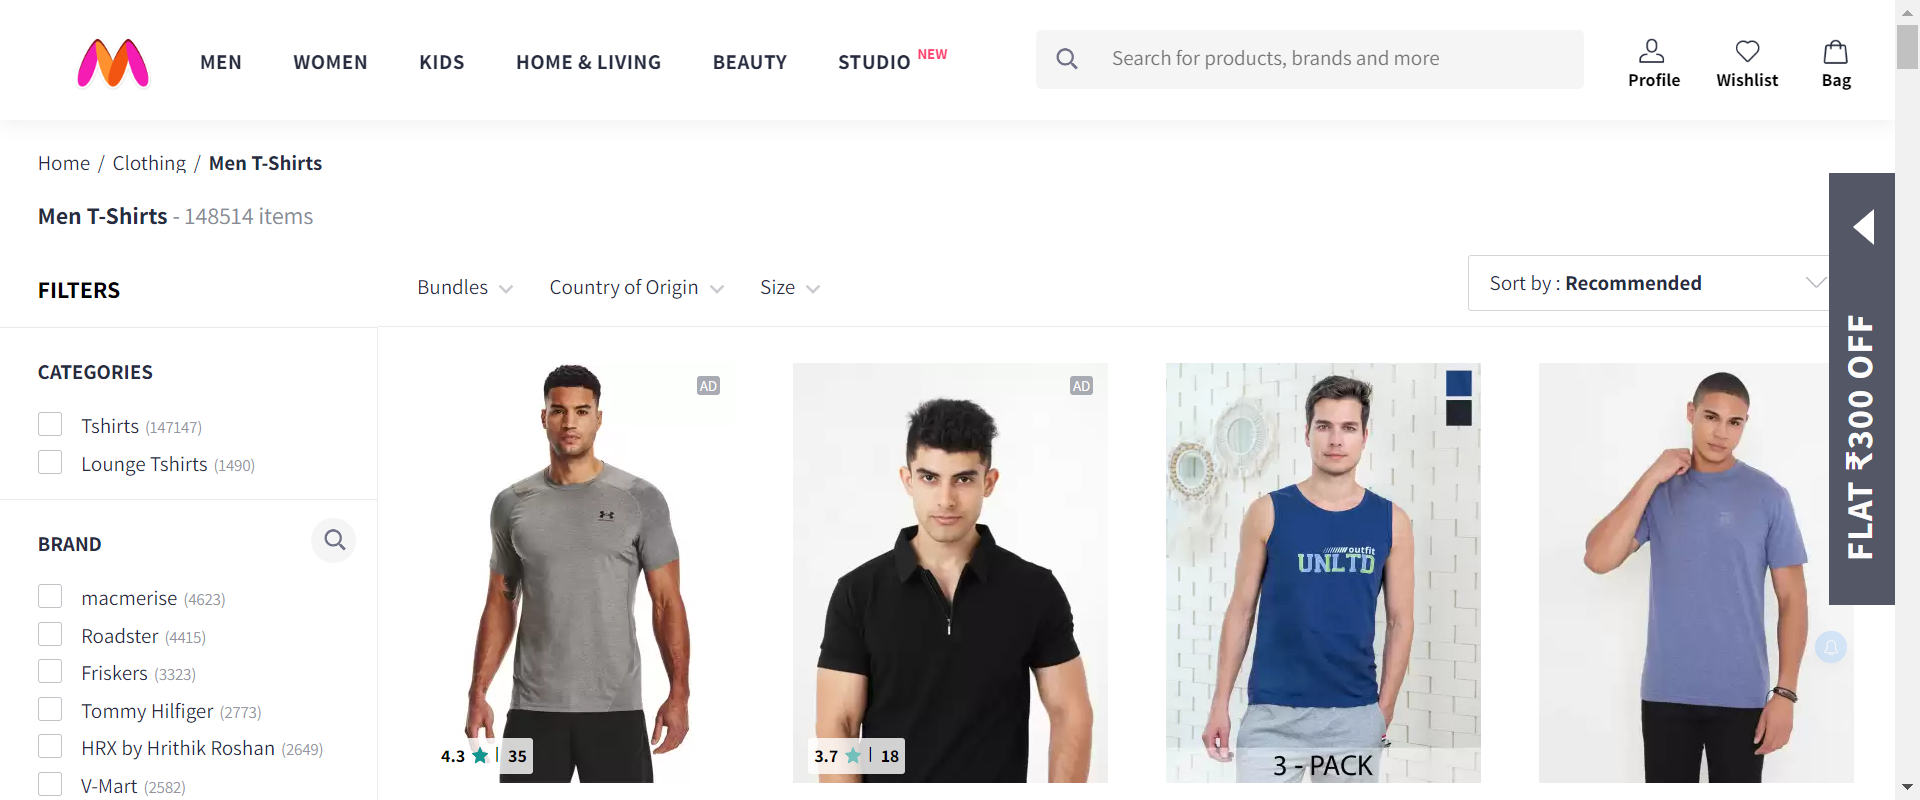 MEN WOMEN KIDS HOME & LIVING BEAUTY STUDIO NEW Search for products, brands and more Profile Wishlist Bag
Home / Clothing / Men T-Shirts
Men T-Shirts - 148514 items
FILTERS Bundles Country of Origin Size Sort by : Recommended
FLAT ₹300 OFF
CATEGORIES
Tshirts (147147)
Lounge Tshirts (1490)
BRAND
macmerise (4623)
Roadster (4415)
Friskers (3323)
Tommy Hilfiger (2773)
HRX by Hrithik Roshan (2649)
V-Mart (2582)
AD
4.3 | 35
AD
3.7 | 18
outfit
UNLTD
3 - PACK